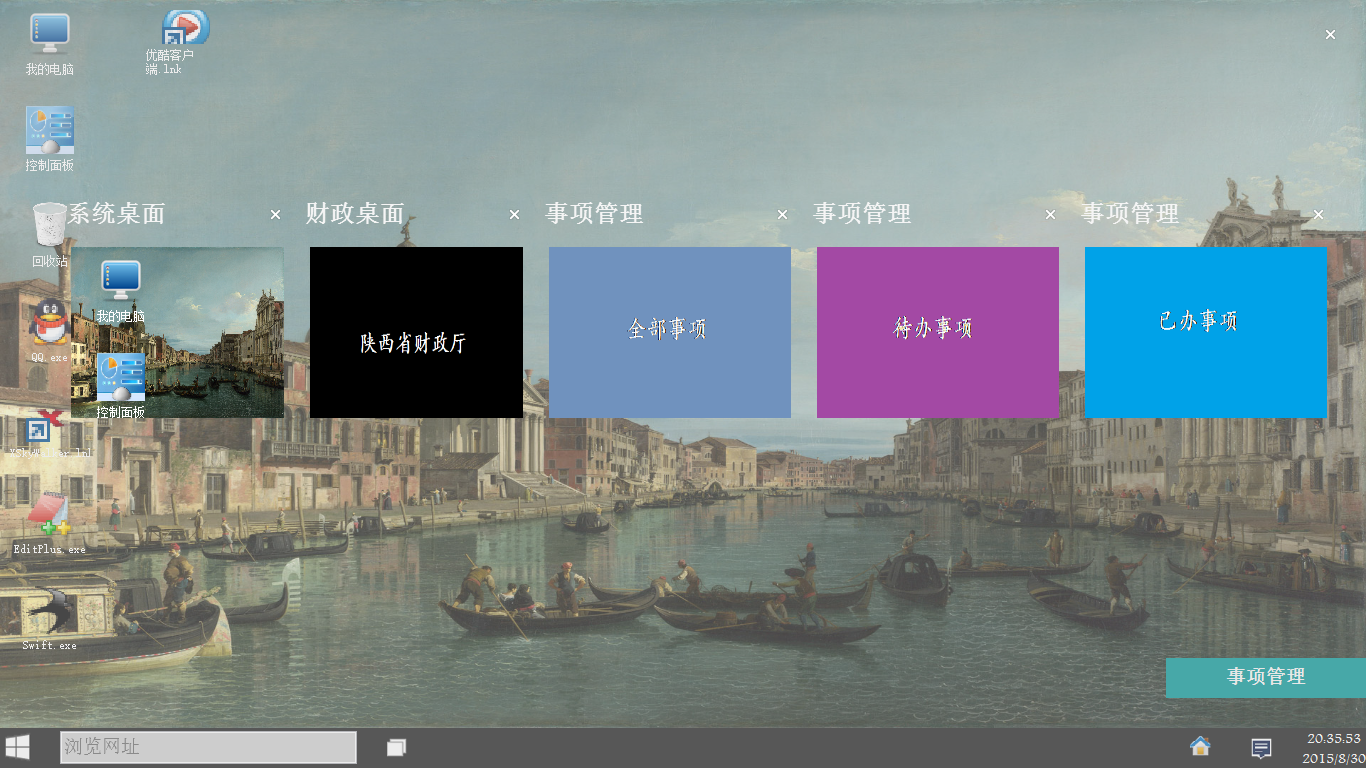 我的电脑
优酷客户
端.lnk
控制面板
回收站
QQ.exe
EditPlus.exe
Swift.exe
系统桌面
财政桌面
事项管理
事项管理
事项管理
我的电脑
控制面板
陕西省财政厅
全部事项
待办事项
已办事项
事项管理
浏览网址
20:35:53
2015/8/30